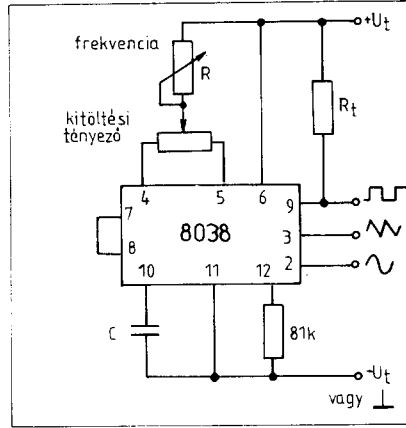 +Ut
frekvencia
R
Rt
kitöltési
tényező
4
5
6
9
7
8038
3
8
2
10
11
12
C
81k
-Ut
vagy